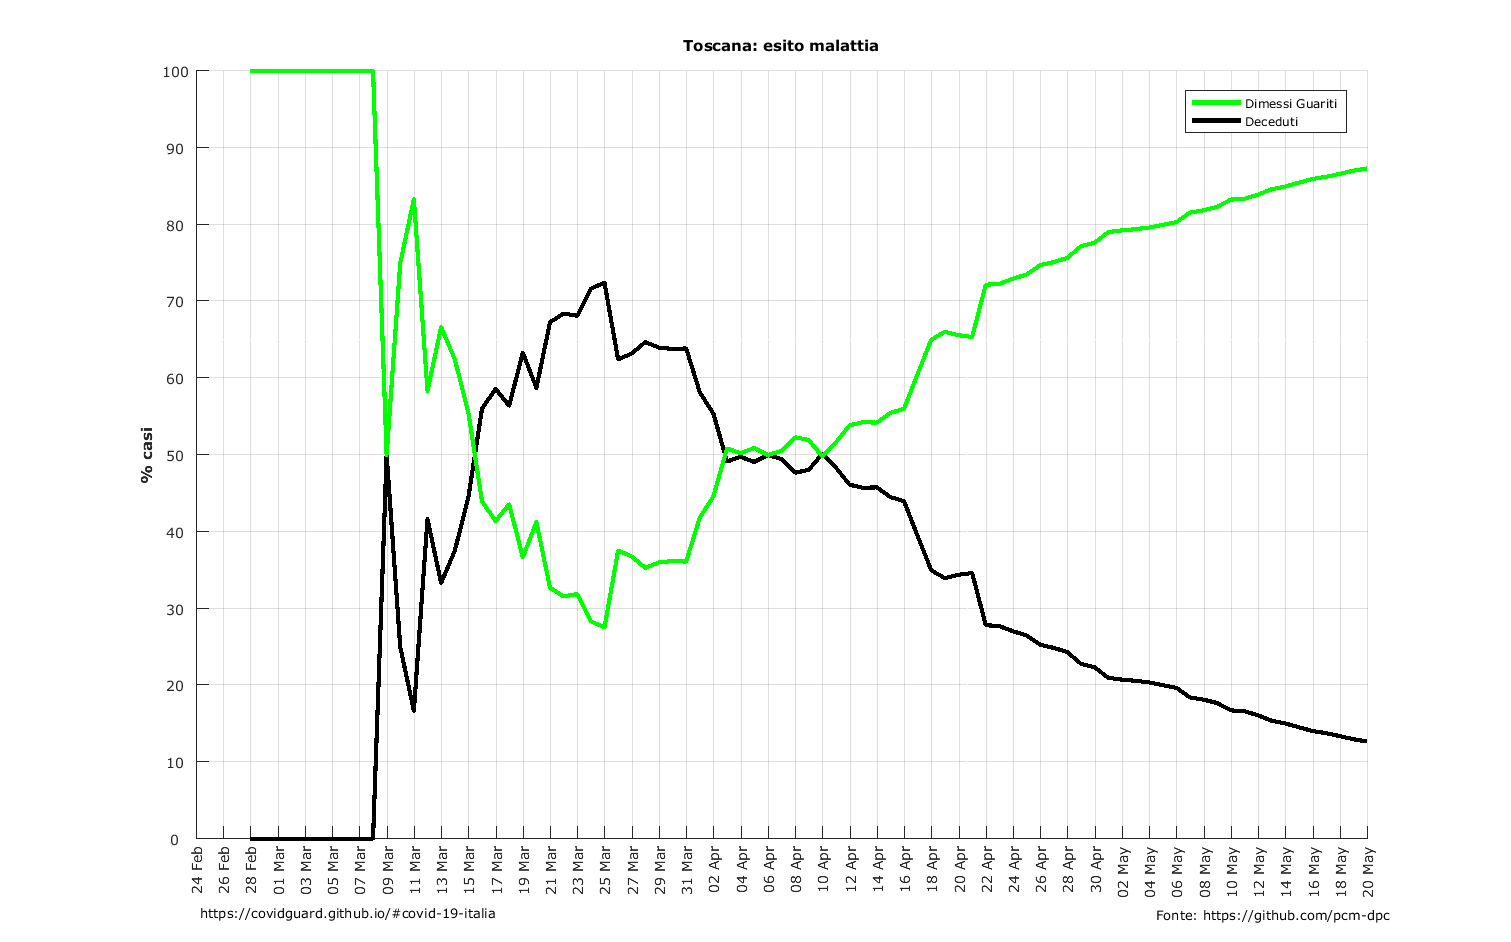 Toscana: esito malattia
100
90
80
70
60
50
40
30
20
10
0
% casi
Dimessi Guariti
Deceduti
24 Feb
26 Feb
28 Feb
01 Mar
03 Mar
05 Mar
07 Mar
09 Mar
11 Mar
13 Mar
15 Mar
17 Mar
19 Mar
21 Mar
23 Mar
25 Mar
27 Mar
29 Mar
31 Mar
02 Apr
04 Apr
06 Apr
08 Apr
10 Apr
12 Apr
14 Apr
16 Apr
18 Apr
20 Apr
22 Apr
24 Apr
26 Apr
28 Apr
30 Apr
02 May
04 May
06 May
08 May
10 May
12 May
14 May
16 May
18 May
20 May
https://covidguard.github.io/#covid-19-italia
Fonte: https://github.com/pcm-dpc